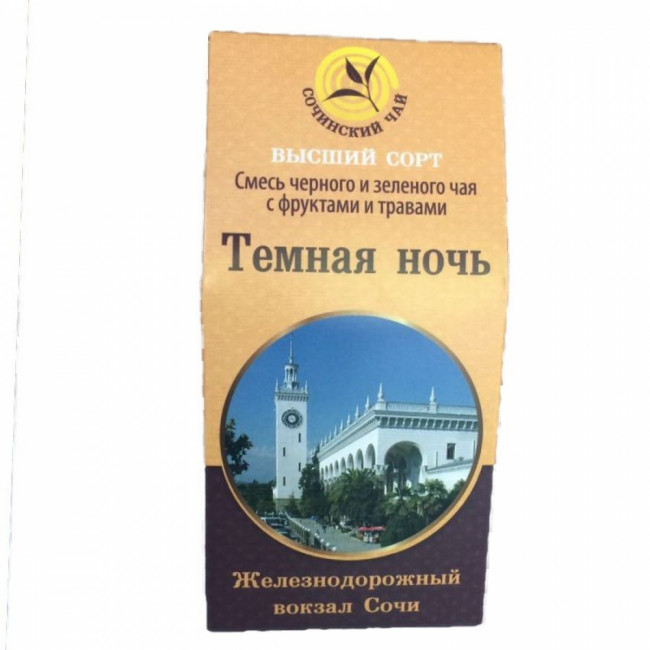 СОЧИНСКИЙ ЧАЙ
ВЫСШИЙ СОРТ
Смесь черного и зеленого чая
с фруктами и травами
Темная ночь
Железнодорожный
вокзал Сочи